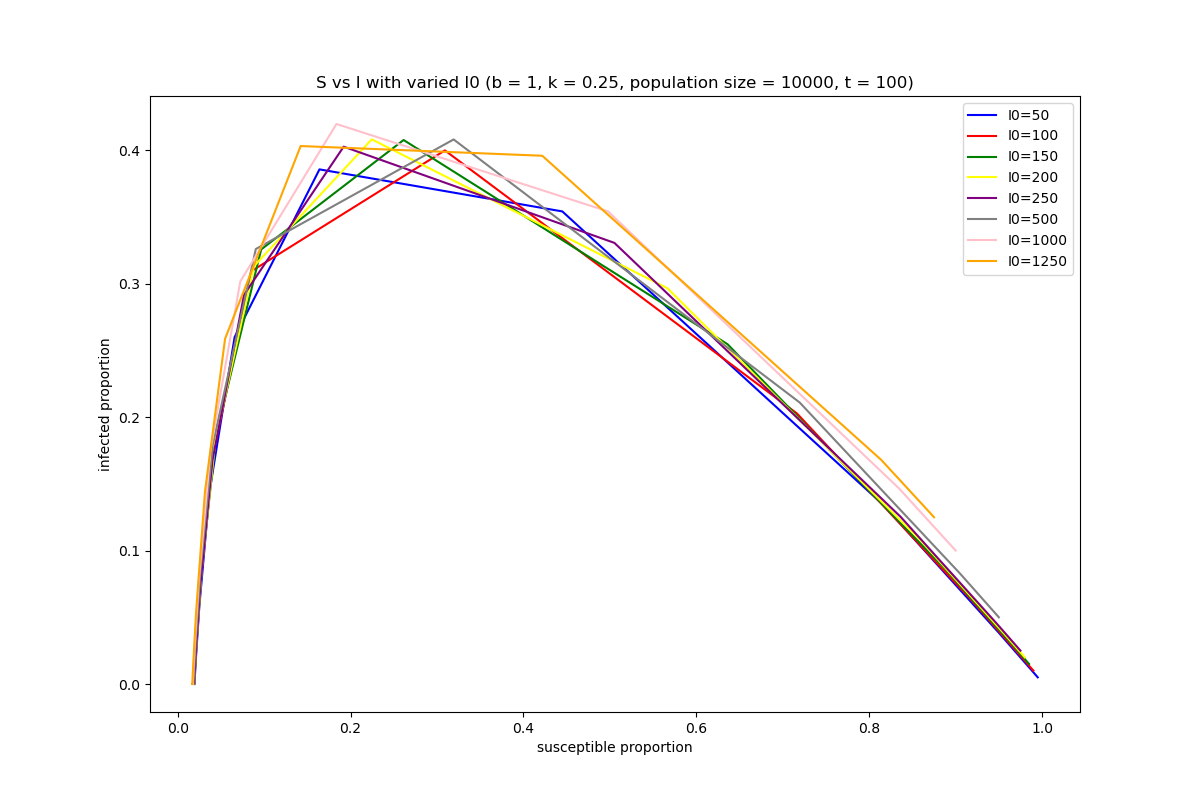 S vs I with varied I0 (b = 1, k = 0.25, population size = 10000, t = 100)
I0=50
I0=100
I0=150
I0=200
I0=250
I0=500
I0=1000
I0=1250
infected proportion
0.4
0.3
0.2
0.1
0.0
0.0
0.2
0.4
0.6
0.8
1.0
susceptible proportion